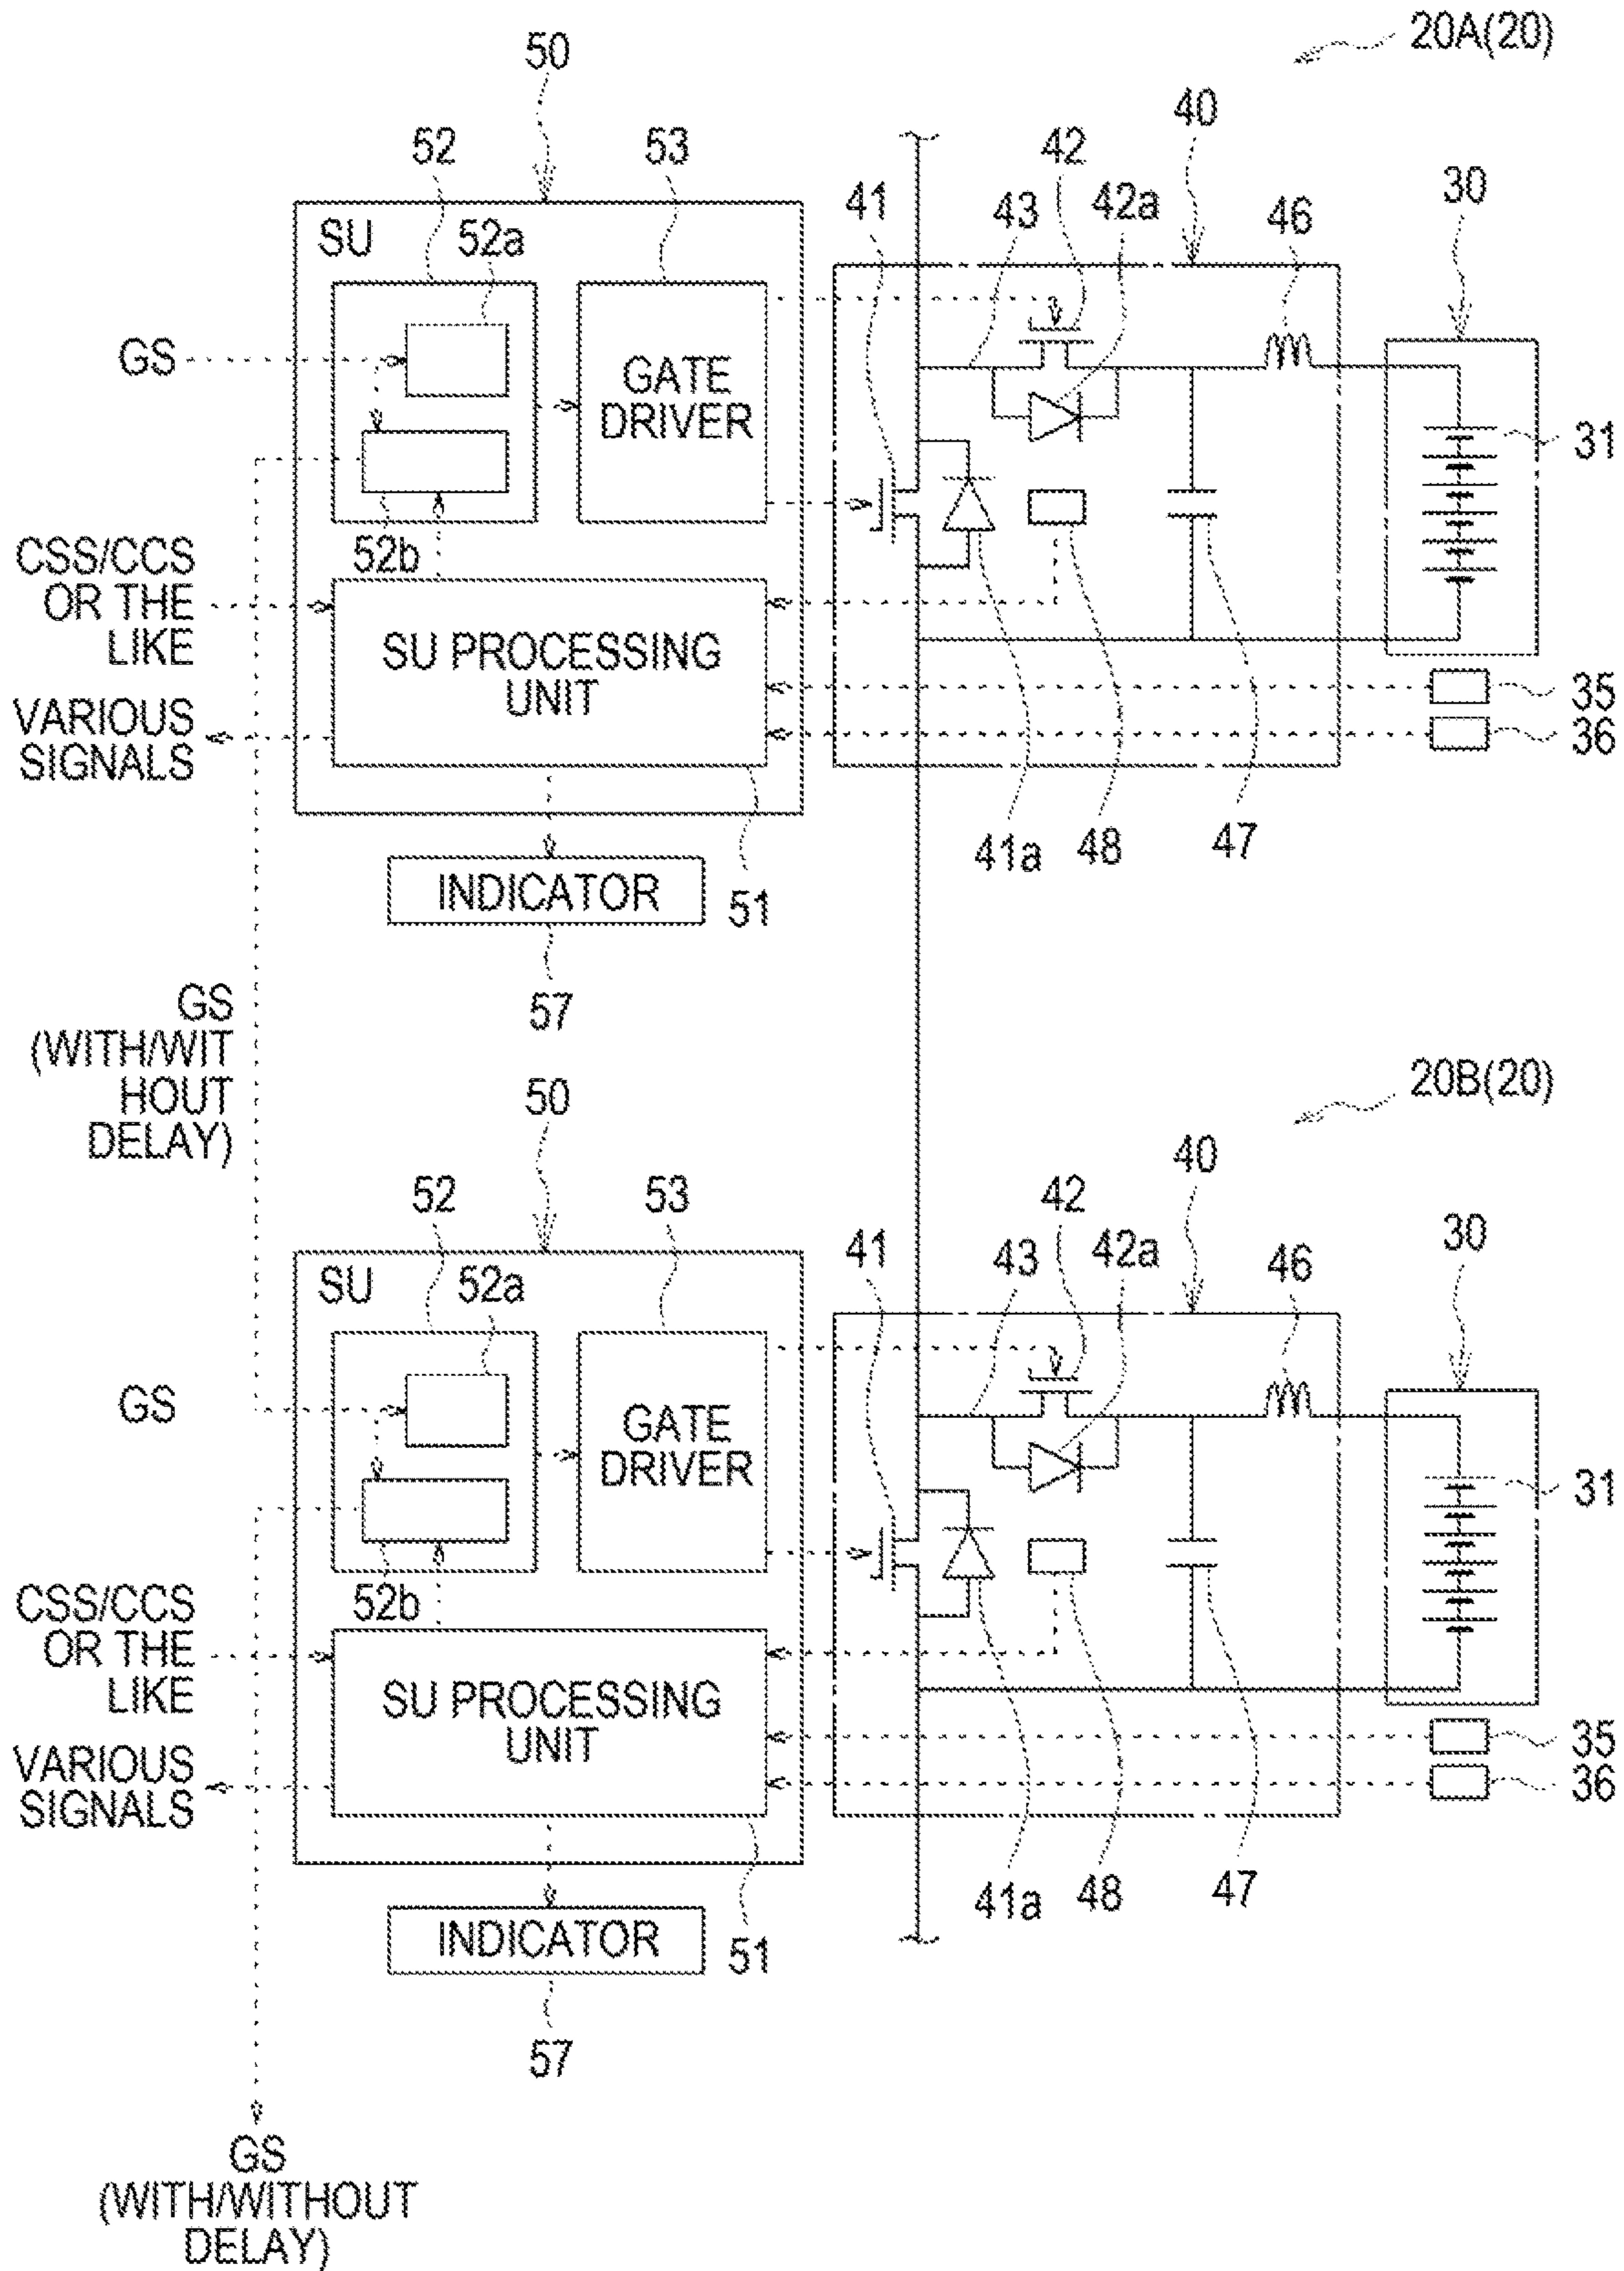 20A(20)
50
40
52
53
42
41
43
42a
46
30
SU
52a
GS
GATE
DRIVER
31
52b
CSS/CCS
OR THE
LIKE
SU PROCESSING
UNIT
VARIOUS
SIGNALS
35
36
41a
48
47
INDICATOR
51
57
GS
(WITH/WIT
HOUT
DELAY)
20B(20)
50
40
52
53
42
41
43
42a
46
30
SU
52a
GS
GATE
DRIVER
31
52b
CSS/CCS
OR THE
LIKE
SU PROCESSING
UNIT
VARIOUS
SIGNALS
35
36
41a
48
47
INDICATOR
51
57
GS
(WITH/WITHOUT
DELAY)